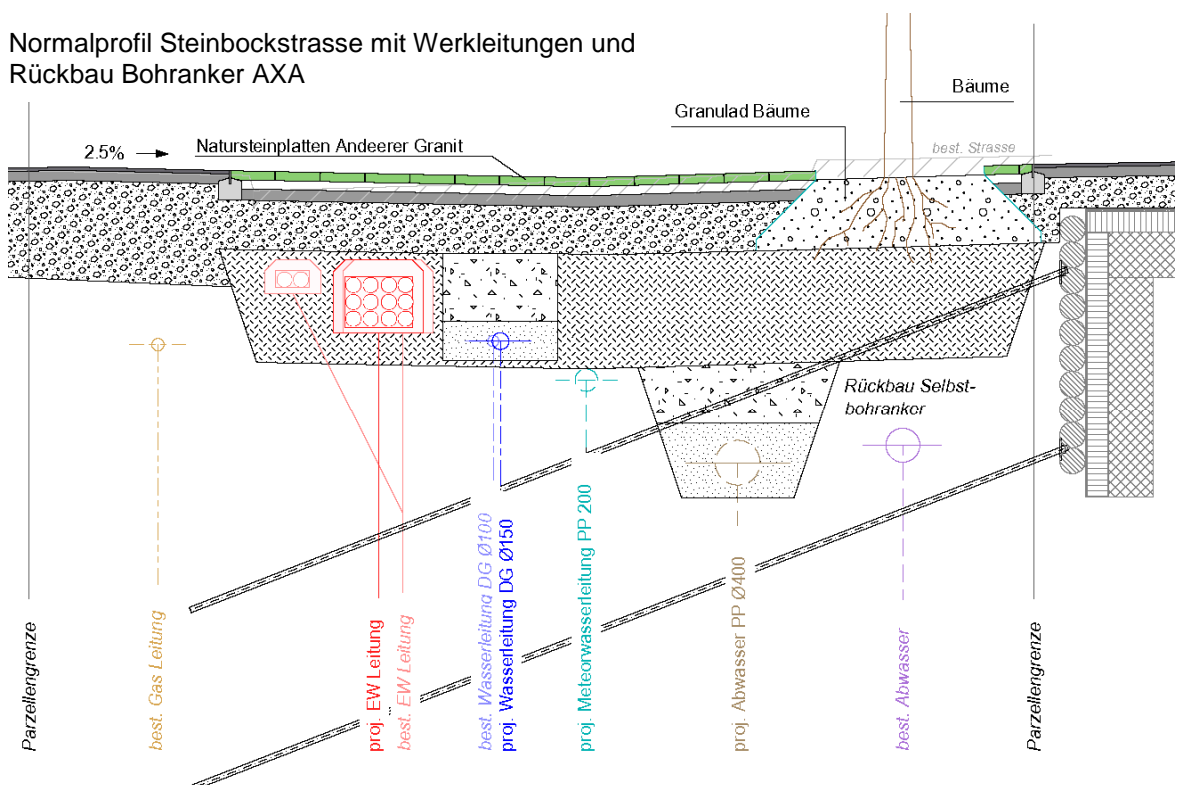 Normalprofil Steinbockstrasse mit Werkleitungen und
Rückbau Bohranker AXA
Bäume
Granulad Bäume
2.5%
Natursteinplatten Andeerer Granit
best. Strasse
Rückbau Selbst-
bohranker
Parzellengrenze
best. Gas Leitung
proj. EW Leitung
best. EW Leitung
best. Wasserleitung DG Ø100
proj. Wasserleitung DG Ø150
proj. Meteorwasserleitung PP 200
proj. Abwasser PP Ø400
best. Abwasser
Parzellengrenze